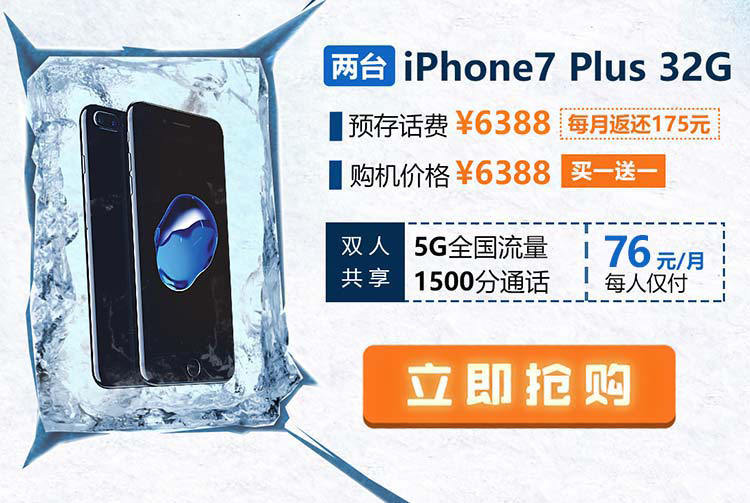 两台 iPhone7 Plus 32G
预存话费 ¥6388 每月返还175元
购机价格 ¥6388 买一送一
双人共享
5G全国流量
1500分通话
76元/月
每人仅付
立即抢购